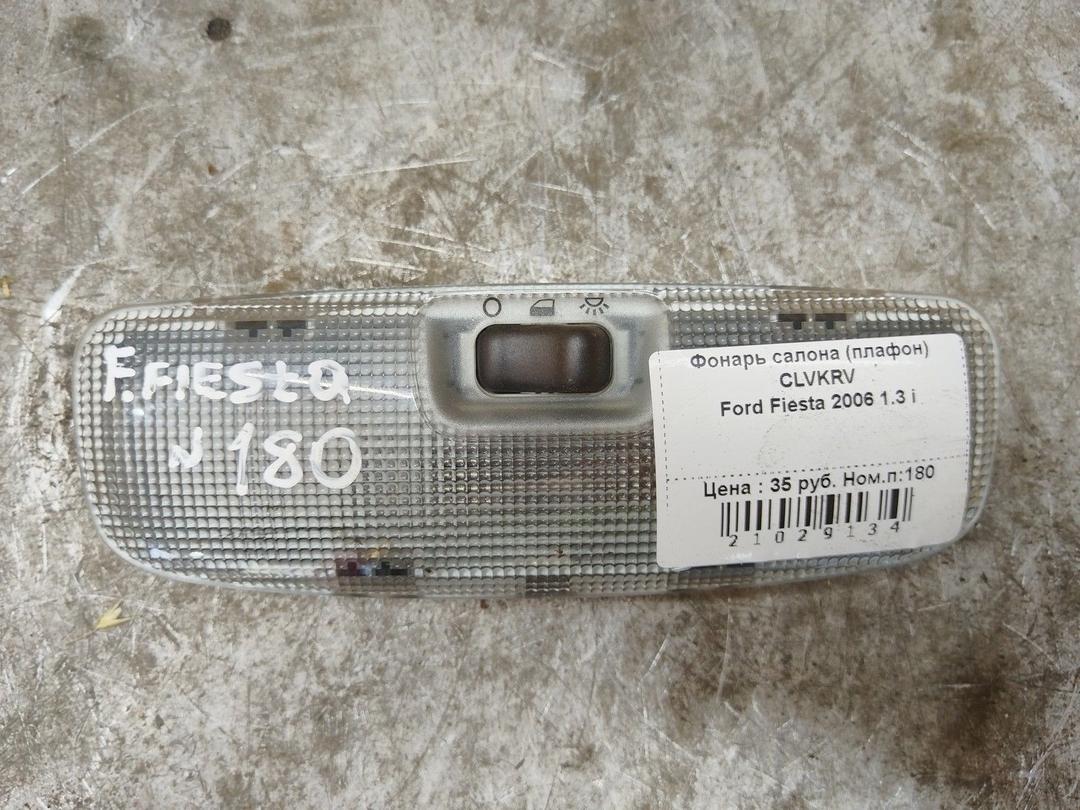 F.FIESTA
N 180
O
Фонарь салона (плафон)
CLVKRV
Ford Fiesta 2006 1.3 i
Цена : 35 руб. Ном.п:180
21029134